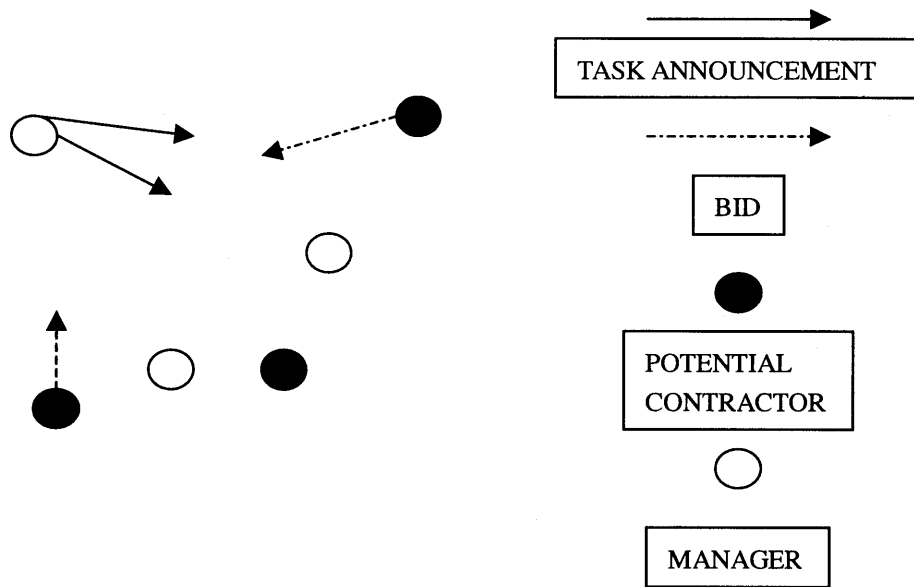 TASK ANNOUNCEMENT
BID
POTENTIAL
CONTRACTOR
MANAGER